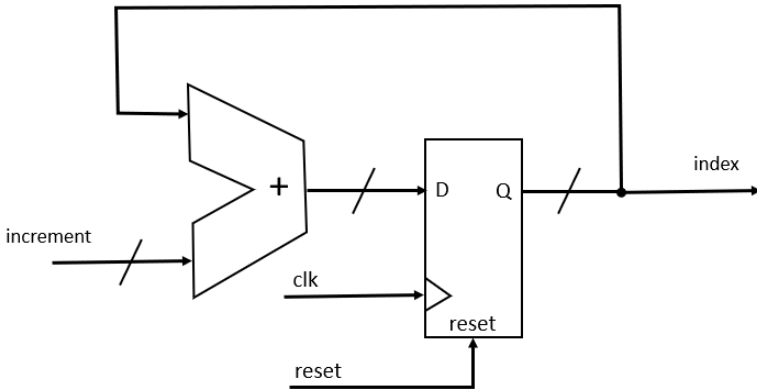 index
+
D
Q
increment
clk
reset
reset